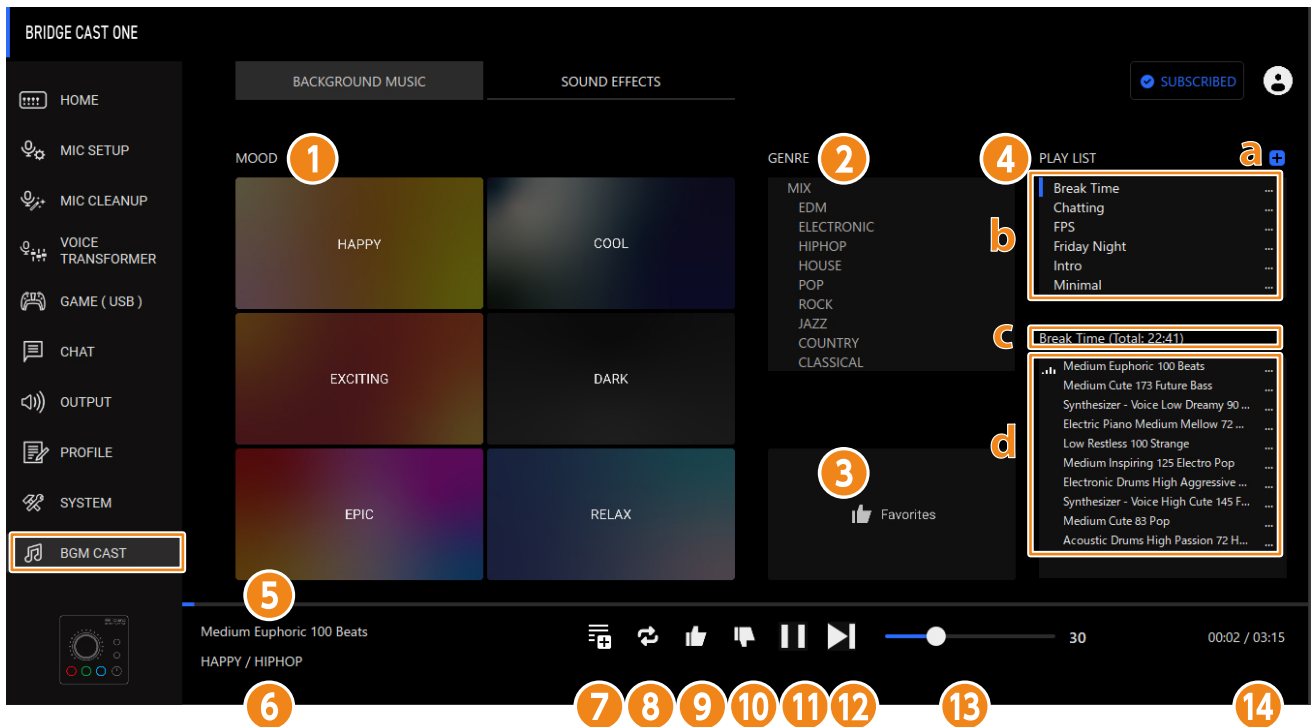 BRIDGE CAST ONE
HOME
MIC SETUP
MIC CLEANUP
VOICE
TRANSFORMER
GAME ( USB )
CHAT
OUTPUT
PROFILE
SYSTEM
BGM CAST
BACKGROUND MUSIC
SOUND EFFECTS
SUBSCRIBED
MOOD 1
HAPPY
COOL
EXCITING
DARK
EPIC
RELAX
GENRE 2
MIX
EDM
ELECTRONIC
HIPHOP
HOUSE
POP
ROCK
JAZZ
COUNTRY
CLASSICAL
3
Favorites
4 PLAY LIST a
b
Break Time ...
Chatting ...
FPS ...
Friday Night ...
Intro ...
Minimal ...
c
Break Time (Total: 22:41)
d
Medium Euphoric 100 Beats ...
Medium Cute 173 Future Bass ...
Synthesizer - Voice Low Dreamy 90 ... ...
Electric Piano Medium Mellow 72 ... ...
Low Restless 100 Strange ...
Medium Inspiring 125 Electro Pop ...
Electronic Drums High Aggressive ... ...
Synthesizer - Voice High Cute 145 F... ...
Medium Cute 83 Pop ...
Acoustic Drums High Passion 72 H... ...
5
Medium Euphoric 100 Beats
HAPPY / HIPHOP
30
00:02 / 03:15
6 7 8 9 10 11 12 13 14